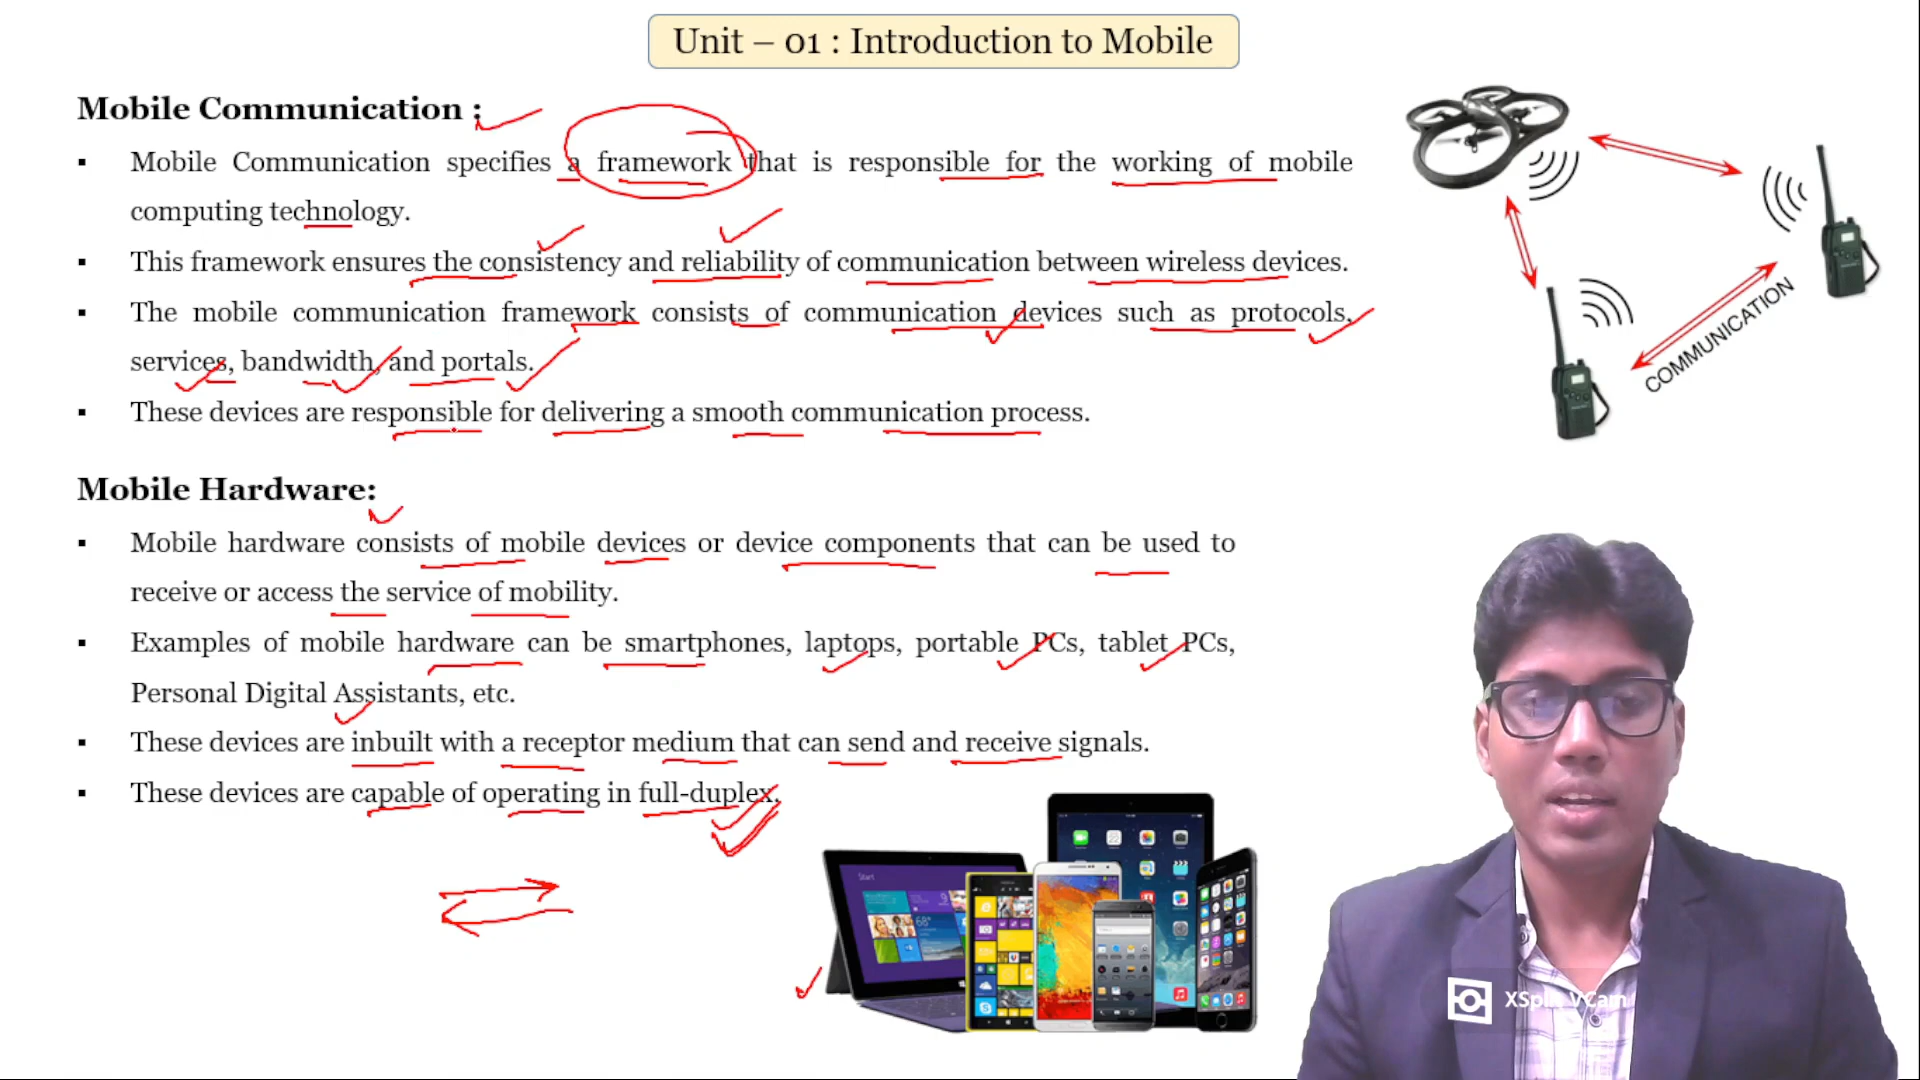 Unit – 01 : Introduction to Mobile
Mobile Communication :
▪ Mobile Communication specifies a framework that is responsible for the working of mobile
computing technology.
▪ This framework ensures the consistency and reliability of communication between wireless devices.
▪ The mobile communication framework consists of communication devices such as protocols,
services, bandwidth, and portals.
▪ These devices are responsible for delivering a smooth communication process.
COMMUNICATION
Mobile Hardware:
▪ Mobile hardware consists of mobile devices or device components that can be used to
receive or access the service of mobility.
▪ Examples of mobile hardware can be smartphones, laptops, portable PCs, tablet PCs,
Personal Digital Assistants, etc.
▪ These devices are inbuilt with a receptor medium that can send and receive signals.
▪ These devices are capable of operating in full-duplex.
Start
XSplit VCam